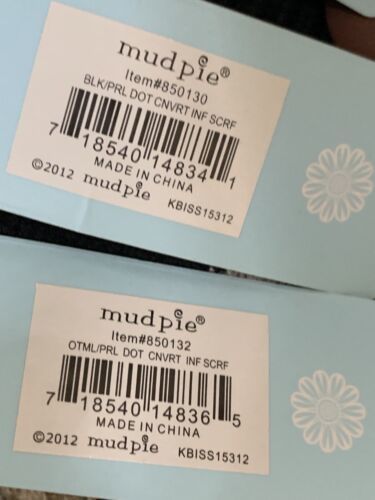 mudpie®
Item#850130
BLK/PRL DOT CNVRT INF SCRF
7 18540 14834 1
MADE IN CHINA
©2012 mudpie KBISS15312
mudpie®
Item#850132
OTML/PRL DOT CNVRT INF SCRF
7 18540 14836 5
MADE IN CHINA
©2012 mudpie KBISS15312